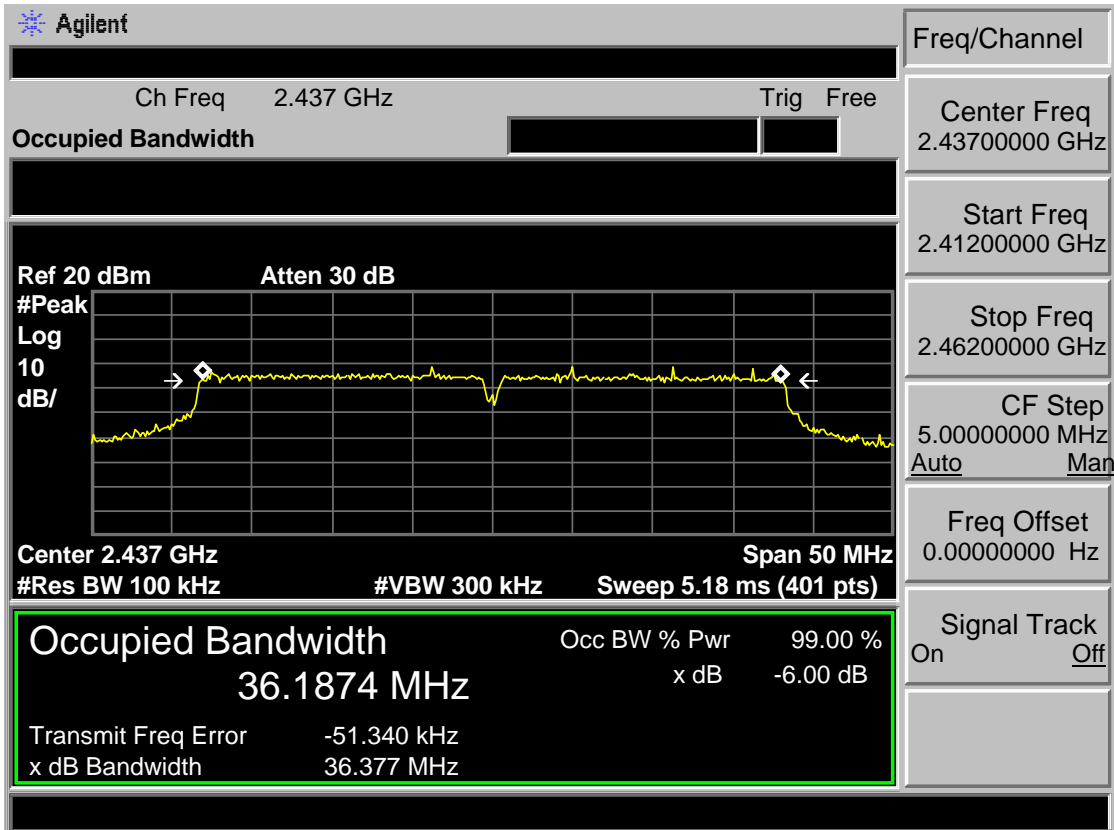 Agilent
Ch Freq 2.437 GHz Trig Free
Occupied Bandwidth
Ref 20 dBm Atten 30 dB
#Peak
Log
10
dB/
Center 2.437 GHz Span 50 MHz
#Res BW 100 kHz #VBW 300 kHz Sweep 5.18 ms (401 pts)
Occupied Bandwidth Occ BW % Pwr 99.00 %
36.1874 MHz x dB -6.00 dB
Transmit Freq Error -51.340 kHz
x dB Bandwidth 36.377 MHz
Freq/Channel
Center Freq
2.43700000 GHz
Start Freq
2.41200000 GHz
Stop Freq
2.46200000 GHz
CF Step
5.00000000 MHz
Auto Man
Freq Offset
0.00000000 Hz
Signal Track
On Off